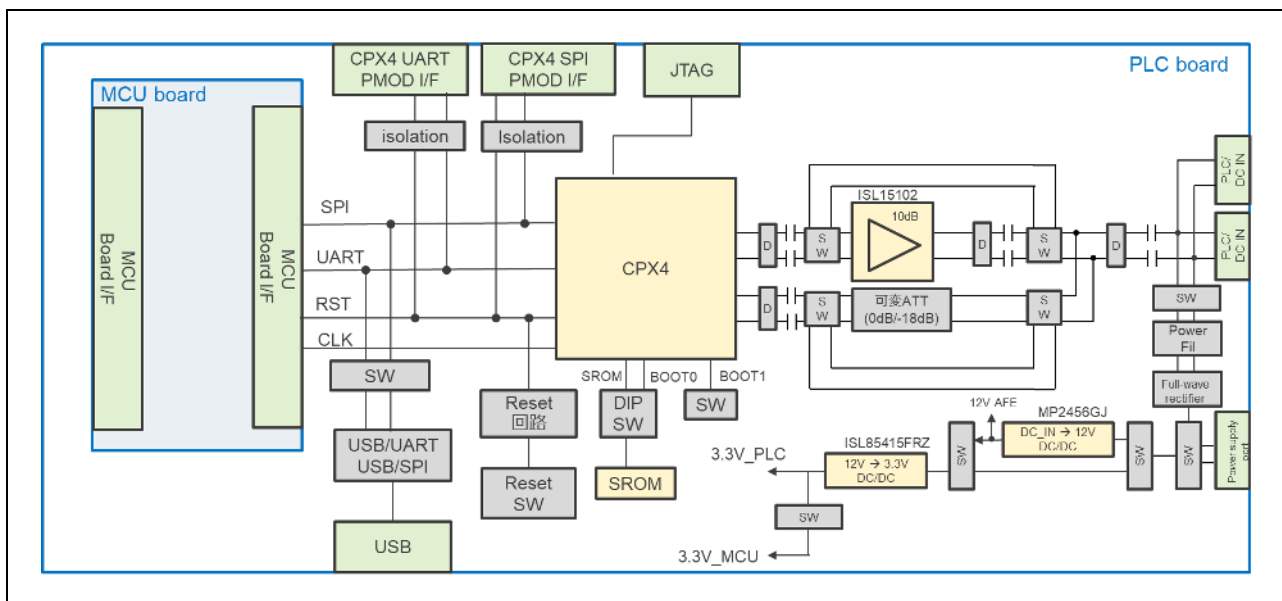 CPX4 UART
PMOD I/F
CPX4 SPI
PMOD I/F
JTAG
PLC board
MCU board
isolation
Isolation
MCU
Board I/F
MCU
Board I/F
SPI
UART
RST
CLK
CPX4
ISL15102
10dB
D
S
W
D
S
W
D
PLC/
DC IN
PLC/
DC IN
D
S
W
可変ATT
(0dB/-18dB)
S
W
SW
Power
Fil
Full-wave
rectifier
SROM
BOOT0
BOOT1
SW
Reset
回路
DIP
SW
SW
USB/UART
USB/SPI
Reset
SW
SROM
USB
12V AFE
MP2456GJ
DC_IN → 12V
DC/DC
ISL85415FRZ
12V → 3.3V
DC/DC
3.3V_PLC
SW
SW
SW
Power supply
SW
3.3V_MCU